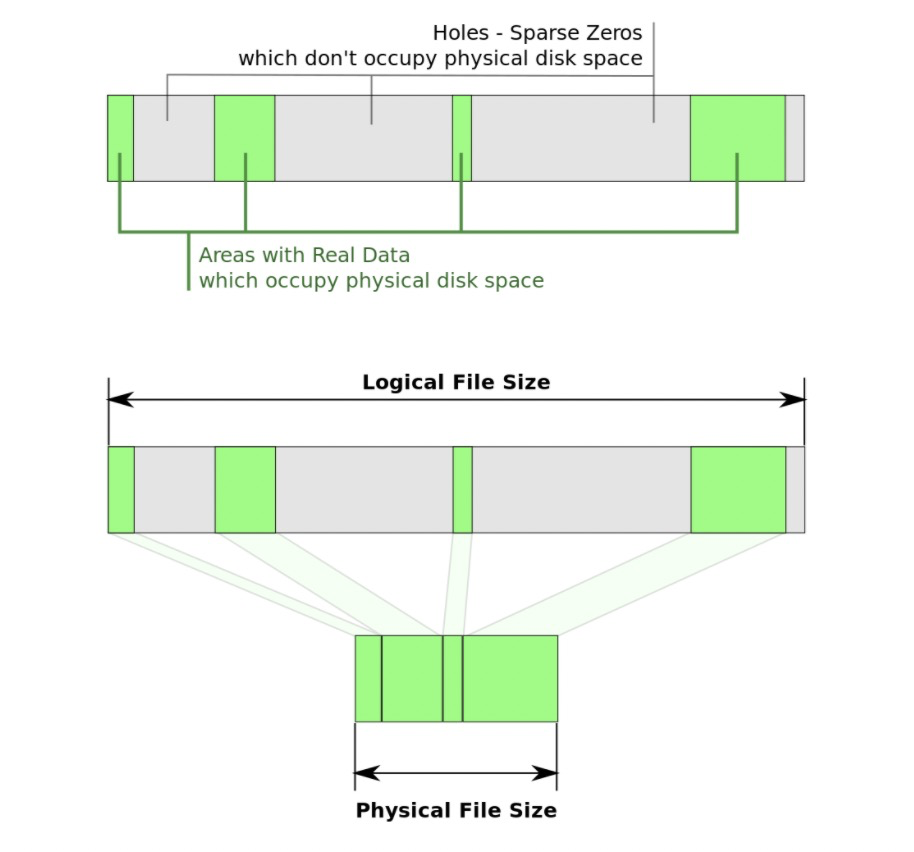 Holes - Sparse Zeros
which don't occupy physical disk space
Areas with Real Data
which occupy physical disk space
Logical File Size
Physical File Size